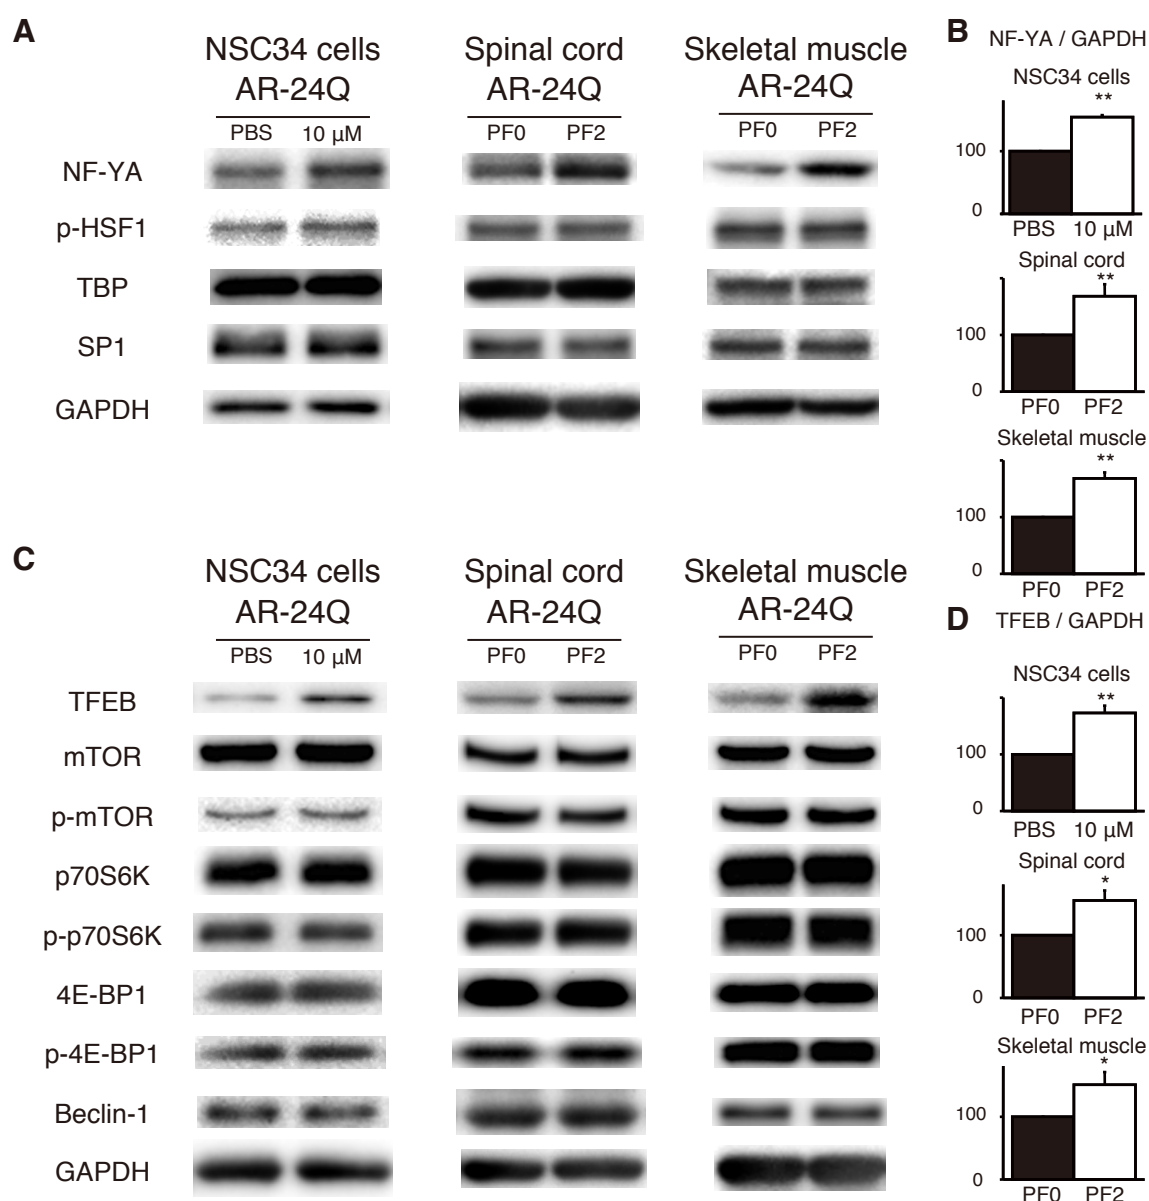 A
NSC34 cells
AR-24Q
PBS 10 μM
Spinal cord
AR-24Q
PF0 PF2
Skeletal muscle
AR-24Q
PF0 PF2
NF-YA
p-HSF1
TBP
SP1
GAPDH
B NF-YA / GAPDH
NSC34 cells
**
100
0
PBS 10 μM
Spinal cord
**
100
0
PF0 PF2
Skeletal muscle
**
100
0
PF0 PF2
C
NSC34 cells
AR-24Q
PBS 10 μM
Spinal cord
AR-24Q
PF0 PF2
Skeletal muscle
AR-24Q
PF0 PF2
TFEB
mTOR
p-mTOR
p70S6K
p-p70S6K
4E-BP1
p-4E-BP1
Beclin-1
GAPDH
D TFEB / GAPDH
NSC34 cells
**
100
0
PBS 10 μM
Spinal cord
*
100
0
PF0 PF2
Skeletal muscle
*
100
0
PF0 PF2